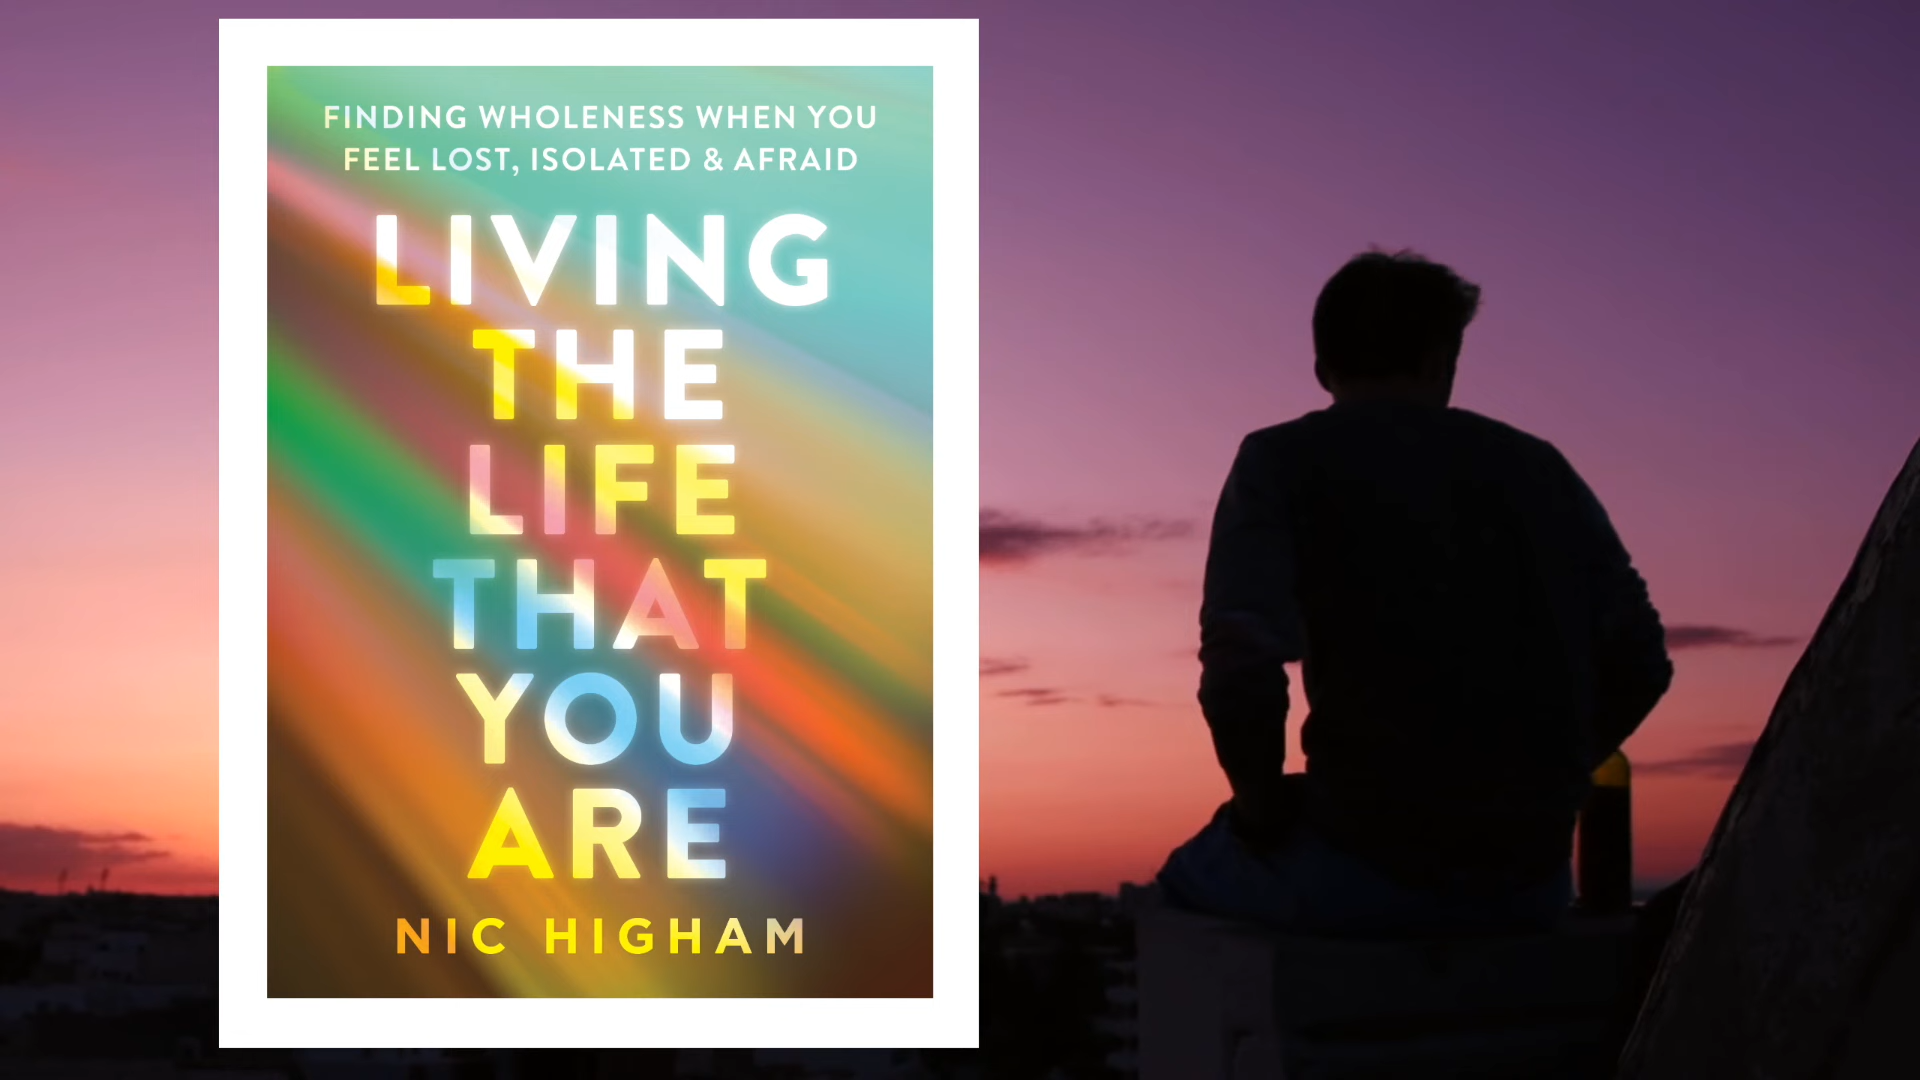 FINDING WHOLENESS WHEN YOU
FEEL LOST, ISOLATED & AFRAID
LIVING
THE
LIFE
THAT
YOU
ARE
NIC HIGHAM